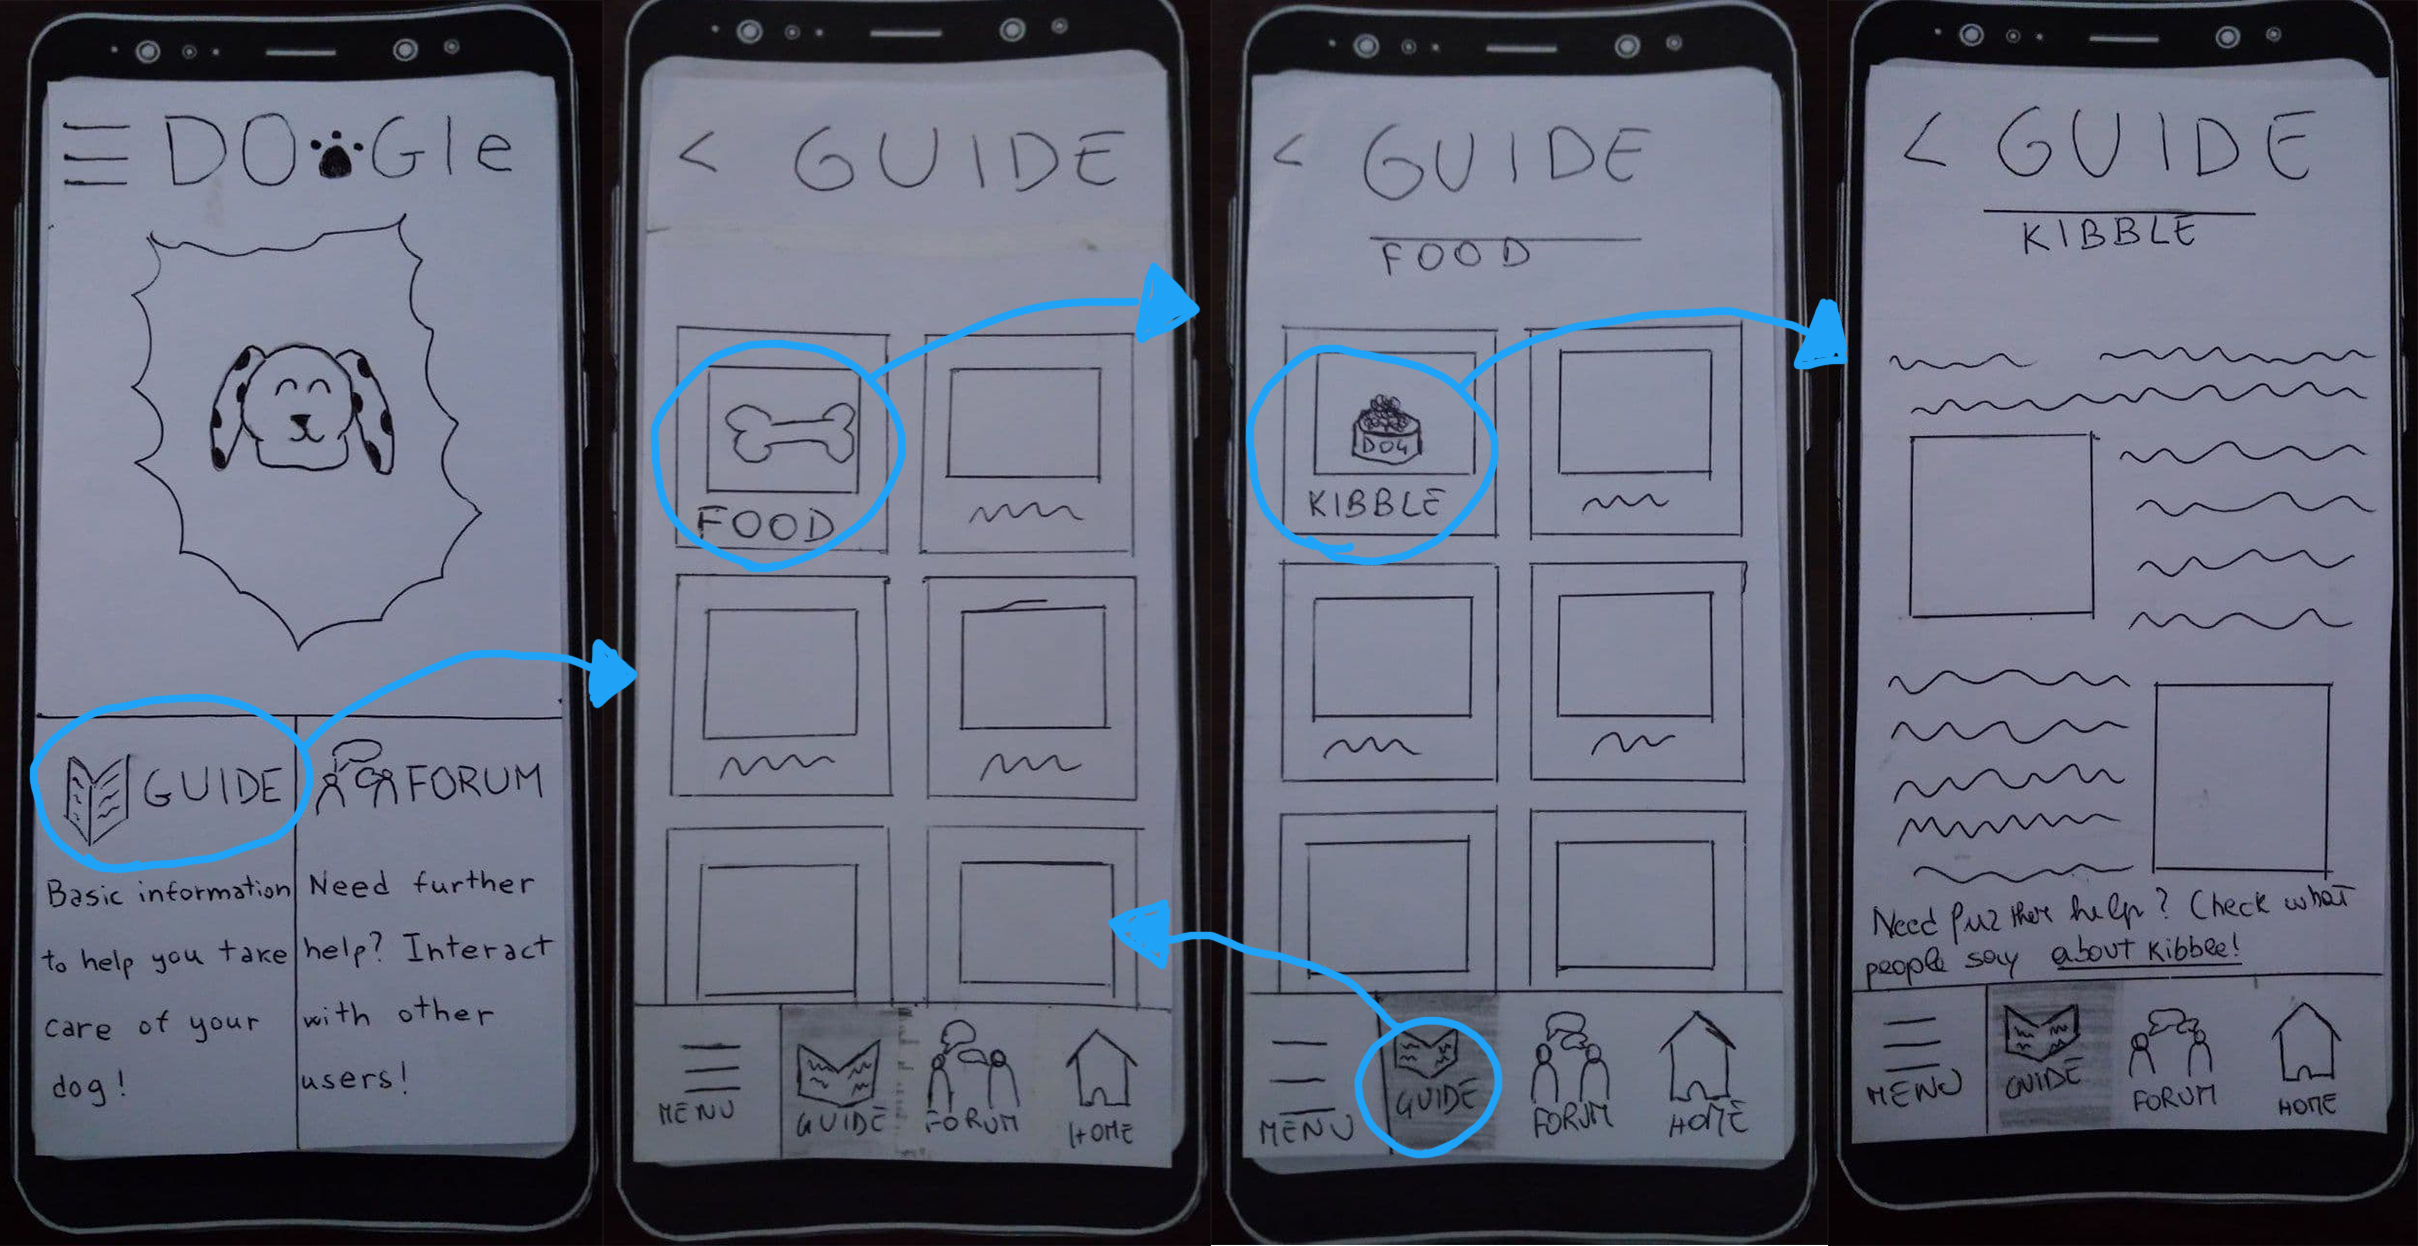 DOGle
GUIDE
FORUM
Basic information
to help you take
care of your
dog!
Need further
help? Interact
with other
users!
< GUIDE
FOOD
MENU
GUIDE
FORUM
HOME
< GUIDE
FOOD
DOG
KIBBLE
MENU
GUIDE
FORUM
HOME
< GUIDE
KIBBLE
Need further help? Check what
people say about Kibble!
MENU
GUIDE
FORUM
HOME